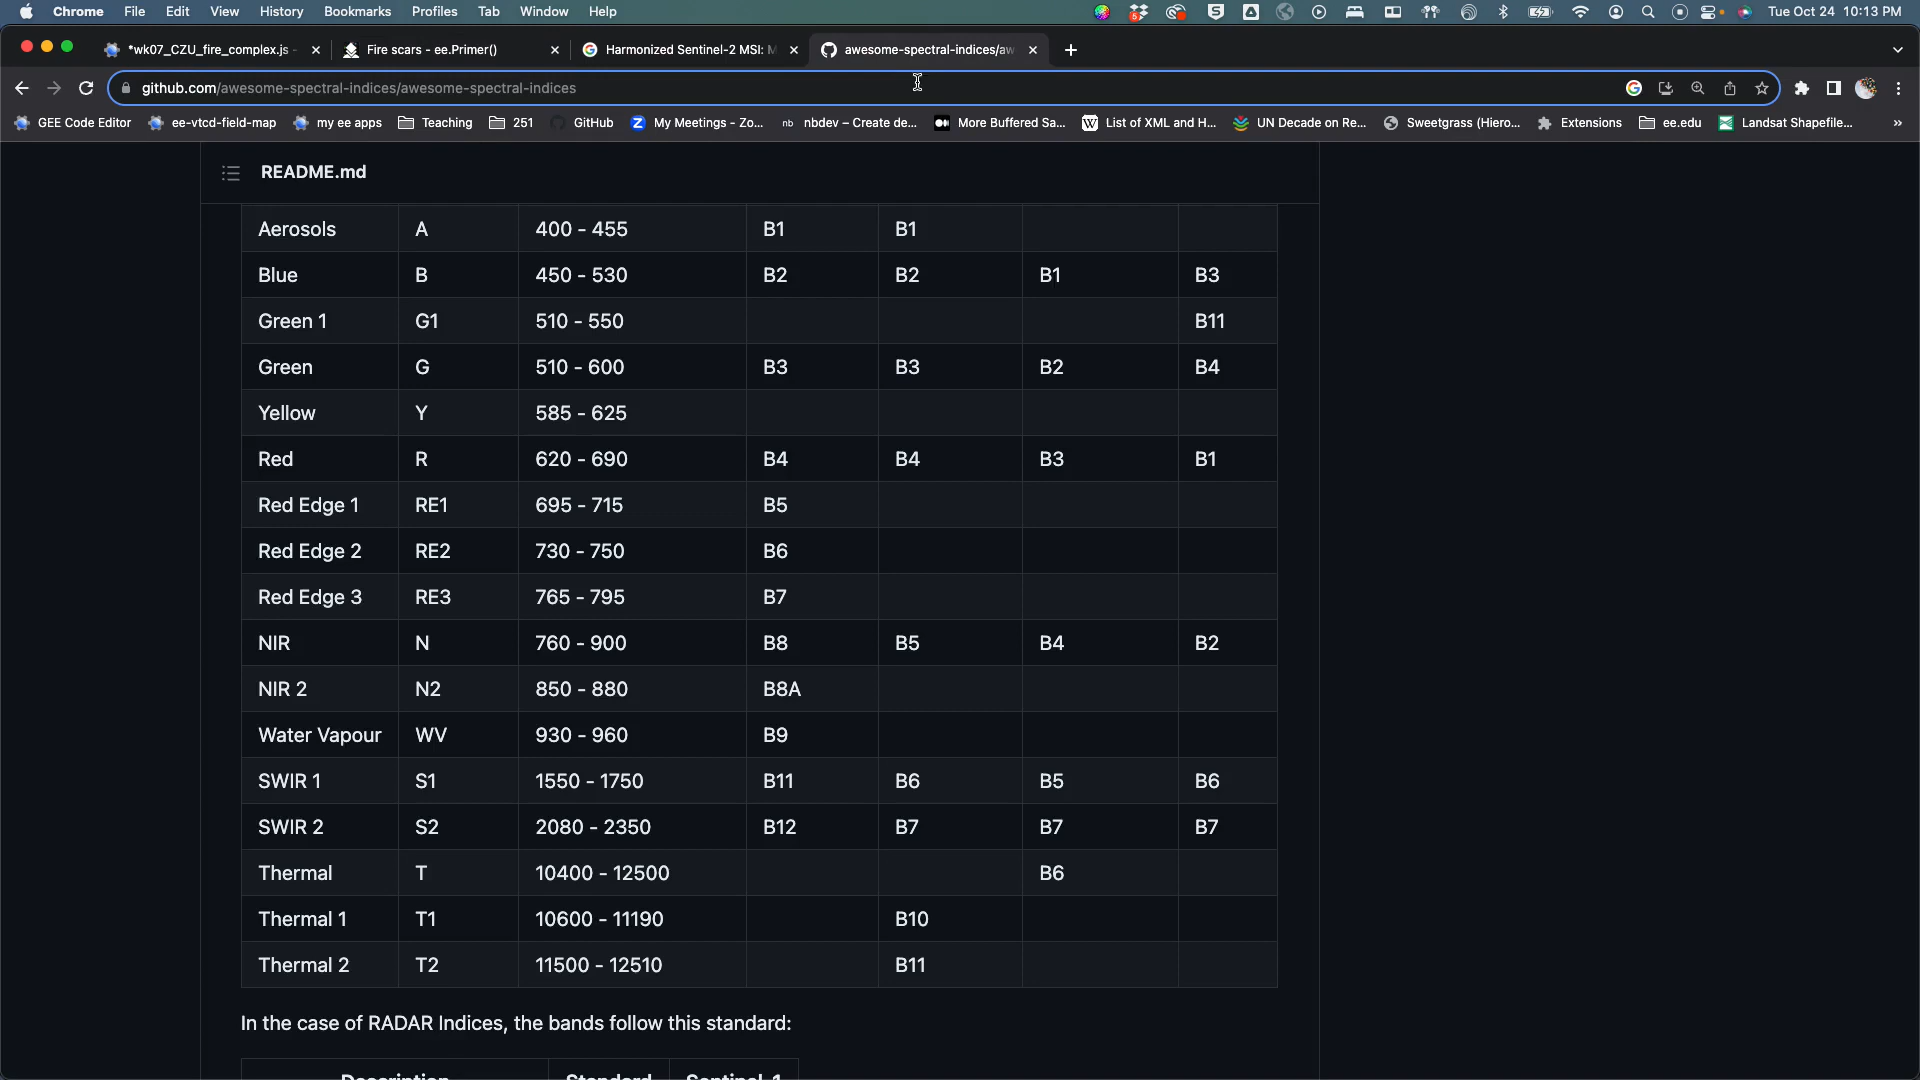 Chrome File Edit View History Bookmarks Profiles Tab Window Help Tue Oct 24 10:13 PM
*wk07_CZU_fire_complex.js - Fire scars - ee.Primer() Harmonized Sentinel-2 MSI: M awesome-spectral-indices/aw
github.com/awesome-spectral-indices/awesome-spectral-indices
GEE Code Editor ee-vtcd-field-map my ee apps Teaching 251 GitHub My Meetings - Zo... nbdev – Create de... More Buffered Sa... List of XML and H... UN Decade on Re... Sweetgrass (Hiero... Extensions ee.edu Landsat Shapefile... »
README.md
Aerosols A 400 - 455 B1 B1
Blue B 450 - 530 B2 B2 B1 B3
Green 1 G1 510 - 550 B11
Green G 510 - 600 B3 B3 B2 B4
Yellow Y 585 - 625
Red R 620 - 690 B4 B4 B3 B1
Red Edge 1 RE1 695 - 715 B5
Red Edge 2 RE2 730 - 750 B6
Red Edge 3 RE3 765 - 795 B7
NIR N 760 - 900 B8 B5 B4 B2
NIR 2 N2 850 - 880 B8A
Water Vapour WV 930 - 960 B9
SWIR 1 S1 1550 - 1750 B11 B6 B5 B6
SWIR 2 S2 2080 - 2350 B12 B7 B7 B7
Thermal T 10400 - 12500 B6
Thermal 1 T1 10600 - 11190 B10
Thermal 2 T2 11500 - 12510 B11
In the case of RADAR Indices, the bands follow this standard:
Description Standard Sentinel-1